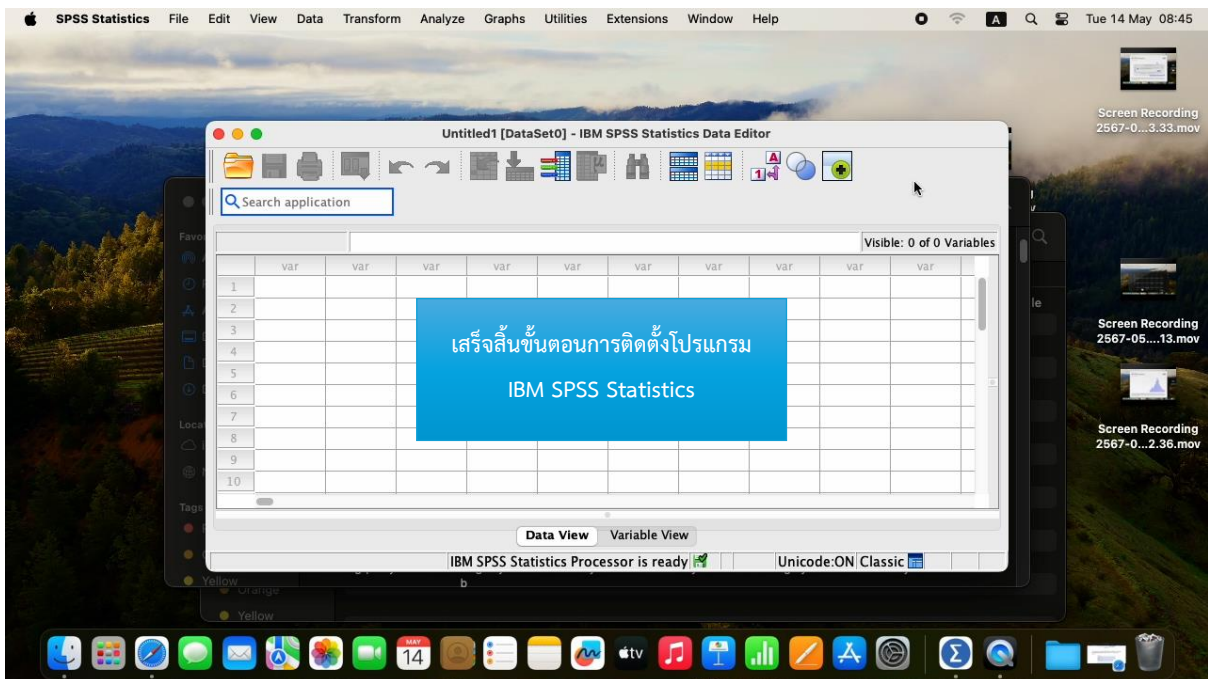 SPSS Statistics File Edit View Data Transform Analyze Graphs Utilities Extensions Window Help A Tue 14 May 08:45
Screen Recording
2567-0...3.33.mov
Untitled1 [DataSet0] - IBM SPSS Statistics Data Editor
Search application
Visible: 0 of 0 Variables
var var var var var var var var var var
1
2
3
4
5
6
7
8
9
10
เสร็จสิ้นขั้นตอนการติดตั้งโปรแกรม
IBM SPSS Statistics
Screen Recording
2567-05....13.mov
Screen Recording
2567-0...2.36.mov
Tags
Data View Variable View
IBM SPSS Statistics Processor is ready Unicode:ON Classic
Yellow
Orange
Yellow
MAY
14
tv